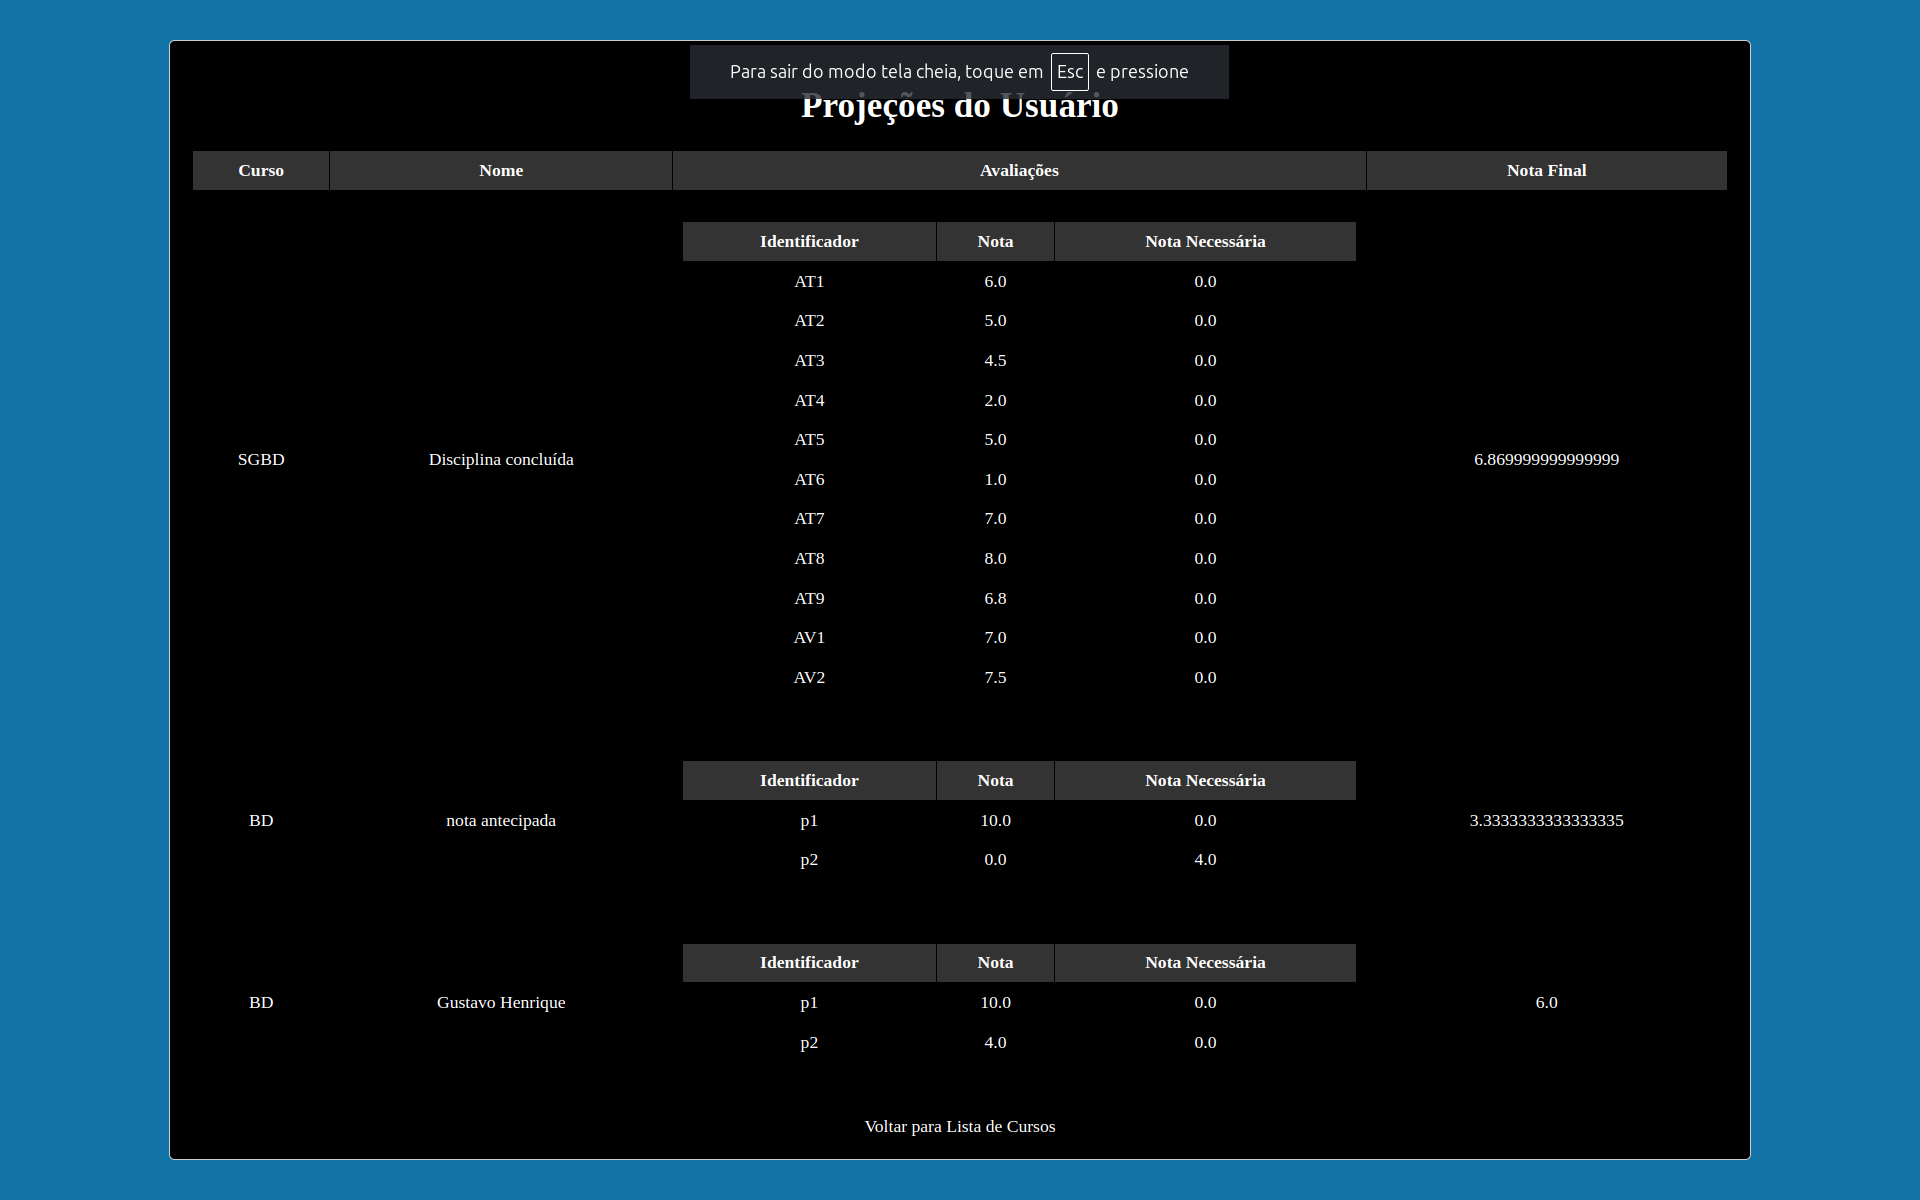 Para sair do modo tela cheia, toque em Esc e pressione
Projeções do Usuário
Curso Nome Avaliações Nota Final
Identificador Nota Nota Necessária
AT1 6.0 0.0
AT2 5.0 0.0
AT3 4.5 0.0
AT4 2.0 0.0
AT5 5.0 0.0
SGBD Disciplina concluída 6.869999999999999
AT6 1.0 0.0
AT7 7.0 0.0
AT8 8.0 0.0
AT9 6.8 0.0
AV1 7.0 0.0
AV2 7.5 0.0
Identificador Nota Nota Necessária
BD nota antecipada p1 10.0 0.0 3.3333333333333335
p2 0.0 4.0
Identificador Nota Nota Necessária
BD Gustavo Henrique p1 10.0 0.0 6.0
p2 4.0 0.0
Voltar para Lista de Cursos